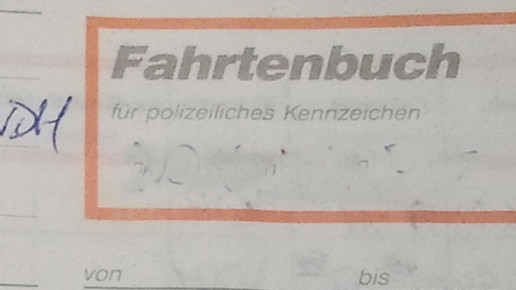 Fahrtenbuch
für polizeiliches Kennzeichen
von
bis